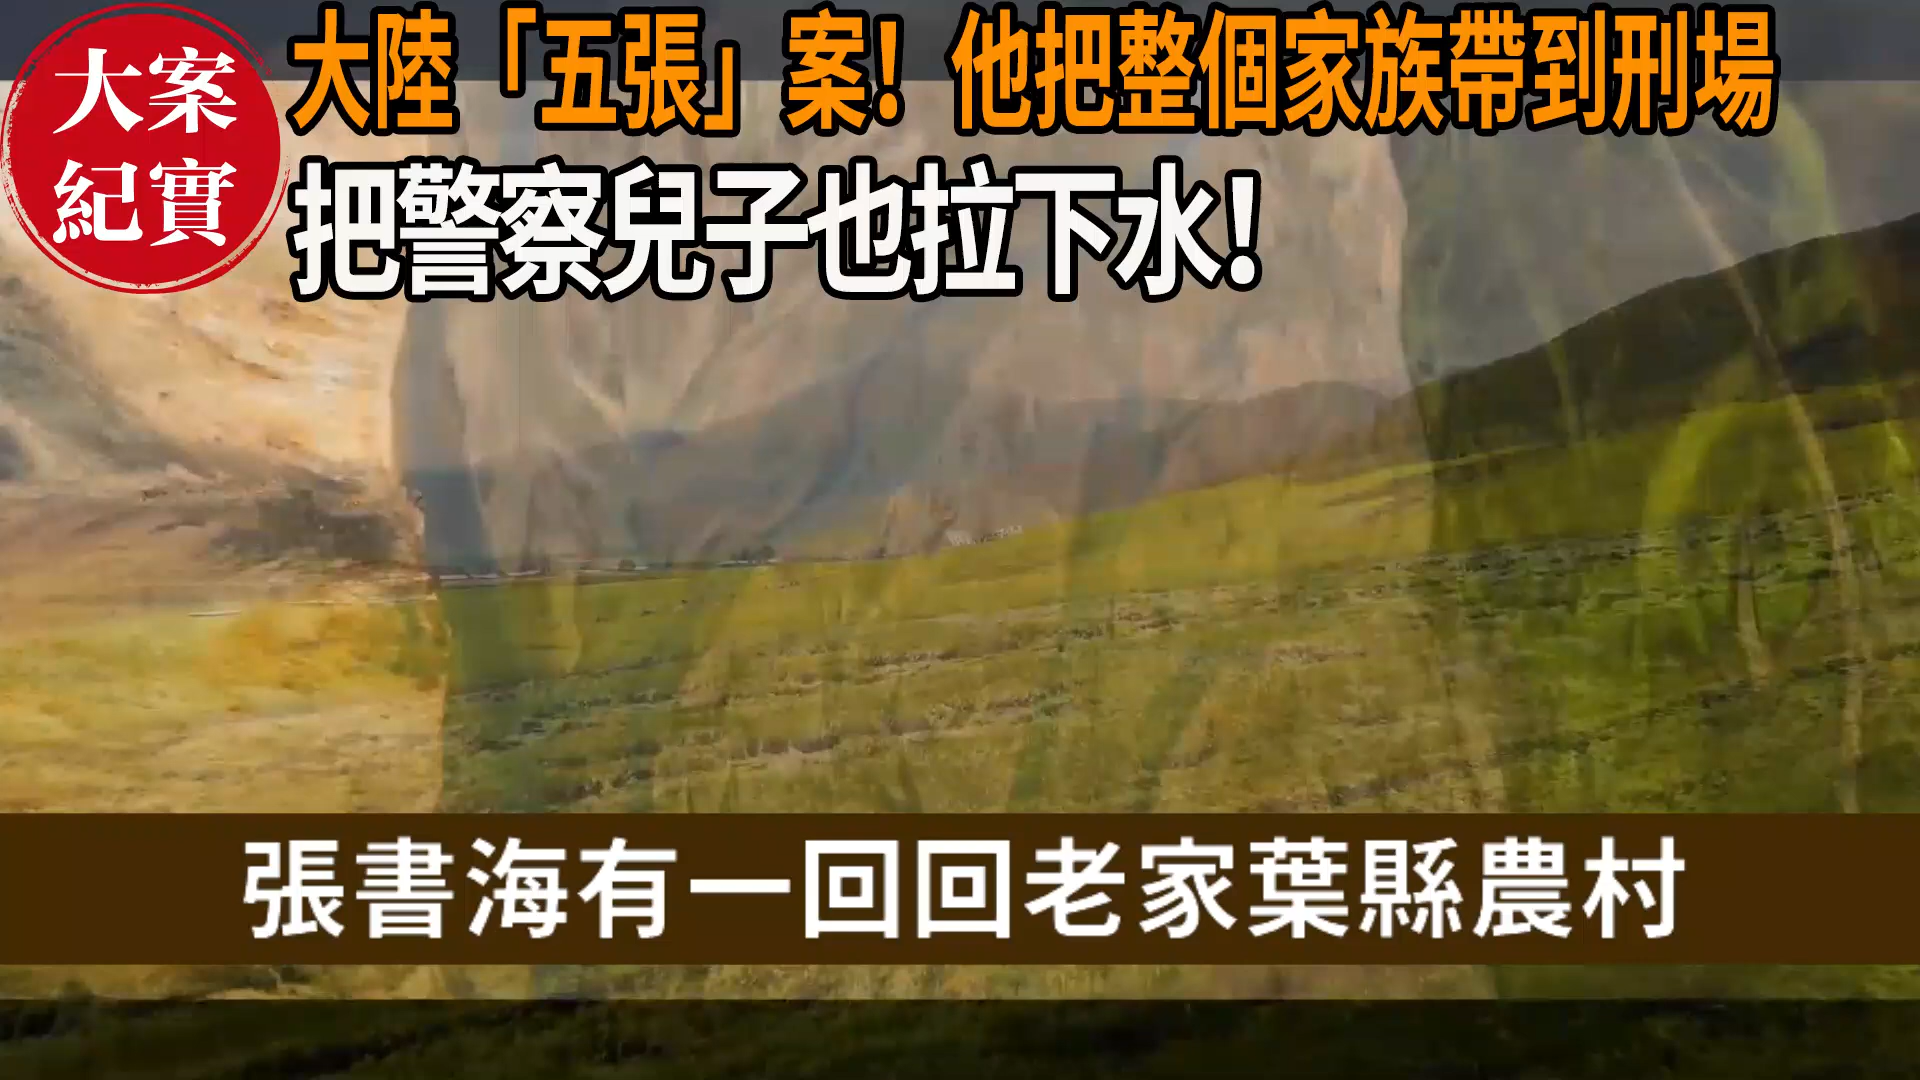 大案
紀實
大陸「五張」案！他把整個家族帶到刑場
把警察兒子也拉下水！
張書海有一回回老家葉縣農村